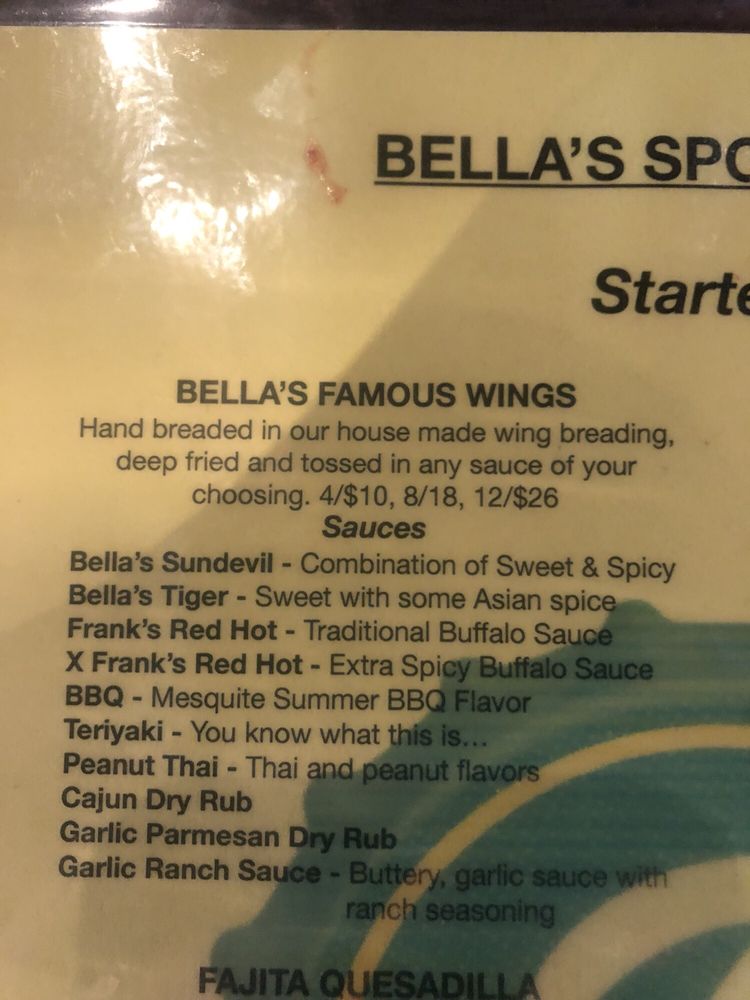 BELLA'S
Bella's
BELLA'S FAMOUS WINGS
Hand breaded in our house made wing breading,
deep fried and tossed in any sauce of your
choosing. 4/$10, 8/18, 12/$26
Sauces
Bella's Sundevil - Combination of Sweet & Spicy
Bella's Tiger - Sweet with some Asian spice
Frank's Red Hot - Traditional Buffalo Sauce
X Frank's Red Hot - Extra Spicy Buffalo Sauce
BBQ - Mesquite Summer BBQ Flavor
Teriyaki - You know what this is...
Peanut Thai - Thai and peanut flavors
Cajun Dry Rub
Garlic Parmesan Dry Rub
Garlic Ranch Sauce - Buttery, garlic sauce with
ranch seasoning
FAJITA QUESADILLA